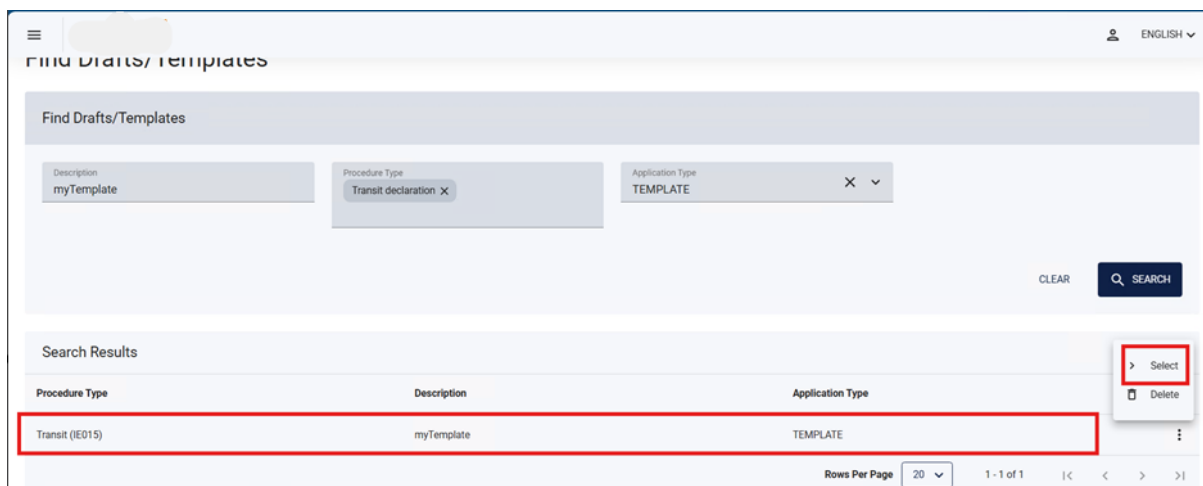 ENGLISH
Find Drafts/Templates
Find Drafts/Templates
Description
myTemplate
Procedure Type
Transit declaration
Application Type
TEMPLATE
CLEAR
SEARCH
Search Results
Select
Procedure Type Description Application Type
Delete
Transit (IE015) myTemplate TEMPLATE
Rows Per Page 20 1 - 1 of 1